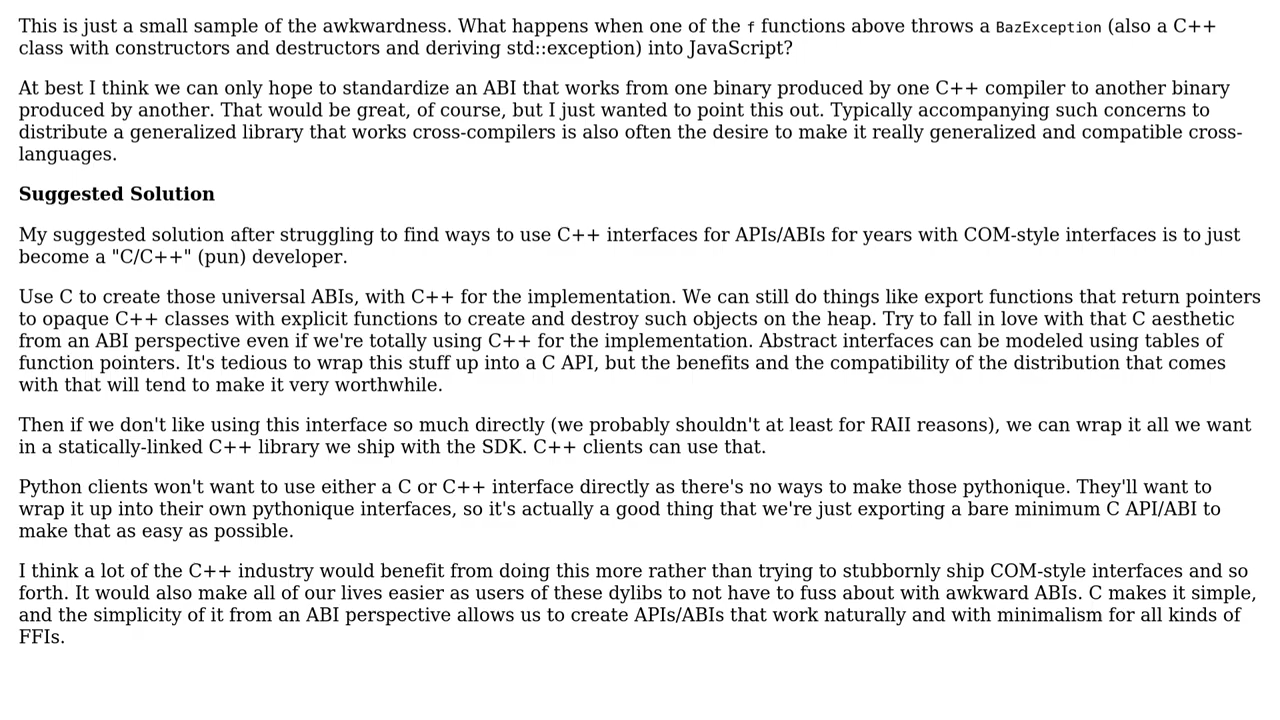 This is just a small sample of the awkwardness. What happens when one of the f functions above throws a BazException (also a C++
class with constructors and destructors and deriving std::exception) into JavaScript?
At best I think we can only hope to standardize an ABI that works from one binary produced by one C++ compiler to another binary
produced by another. That would be great, of course, but I just wanted to point this out. Typically accompanying such concerns to
distribute a generalized library that works cross-compilers is also often the desire to make it really generalized and compatible cross-
languages.
Suggested Solution
My suggested solution after struggling to find ways to use C++ interfaces for APIs/ABIs for years with COM-style interfaces is to just
become a "C/C++" (pun) developer.
Use C to create those universal ABIs, with C++ for the implementation. We can still do things like export functions that return pointers
to opaque C++ classes with explicit functions to create and destroy such objects on the heap. Try to fall in love with that C aesthetic
from an ABI perspective even if we're totally using C++ for the implementation. Abstract interfaces can be modeled using tables of
function pointers. It's tedious to wrap this stuff up into a C API, but the benefits and the compatibility of the distribution that comes
with that will tend to make it very worthwhile.
Then if we don't like using this interface so much directly (we probably shouldn't at least for RAII reasons), we can wrap it all we want
in a statically-linked C++ library we ship with the SDK. C++ clients can use that.
Python clients won't want to use either a C or C++ interface directly as there's no ways to make those pythonique. They'll want to
wrap it up into their own pythonique interfaces, so it's actually a good thing that we're just exporting a bare minimum C API/ABI to
make that as easy as possible.
I think a lot of the C++ industry would benefit from doing this more rather than trying to stubbornly ship COM-style interfaces and so
forth. It would also make all of our lives easier as users of these dylibs to not have to fuss about with awkward ABIs. C makes it simple,
and the simplicity of it from an ABI perspective allows us to create APIs/ABIs that work naturally and with minimalism for all kinds of
FFIs.